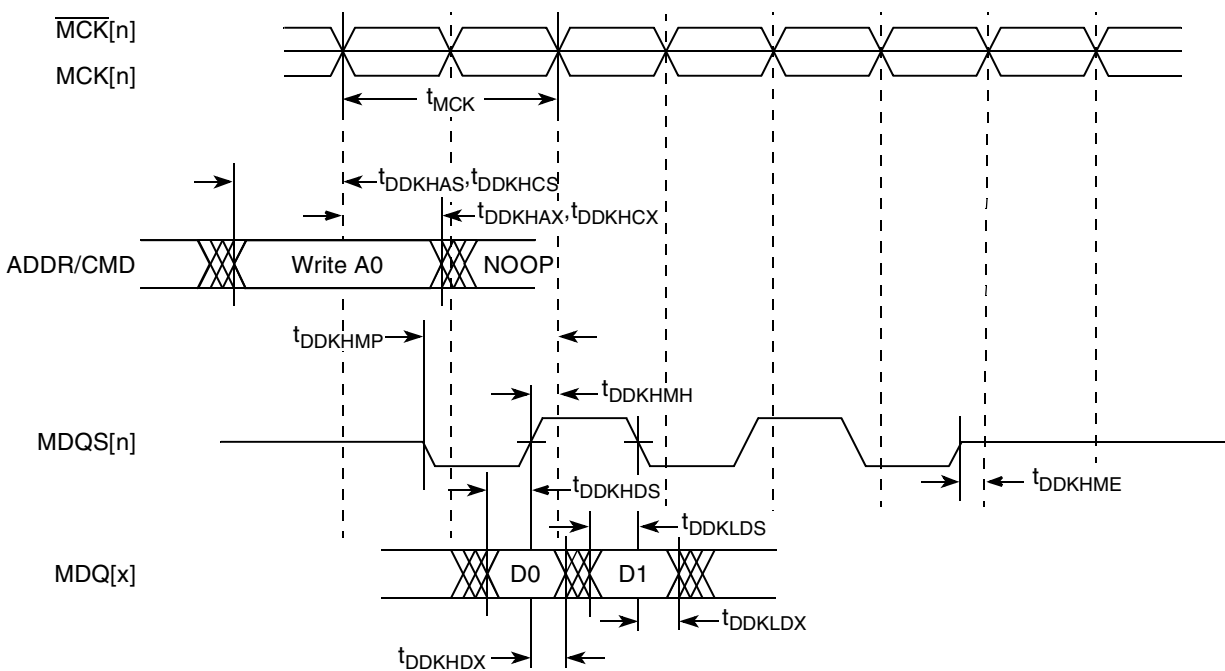 MCK[n]
MCK[n]
tMCK
tDDKHAS,tDDKHCS
tDDKHAX,tDDKHCX
ADDR/CMD
Write A0
NOOP
tDDKHMP
tDDKHMH
MDQS[n]
tDDKHDS
tDDKHME
tDDKLDS
MDQ[x]
D0
D1
tDDKLDX
tDDKHDX